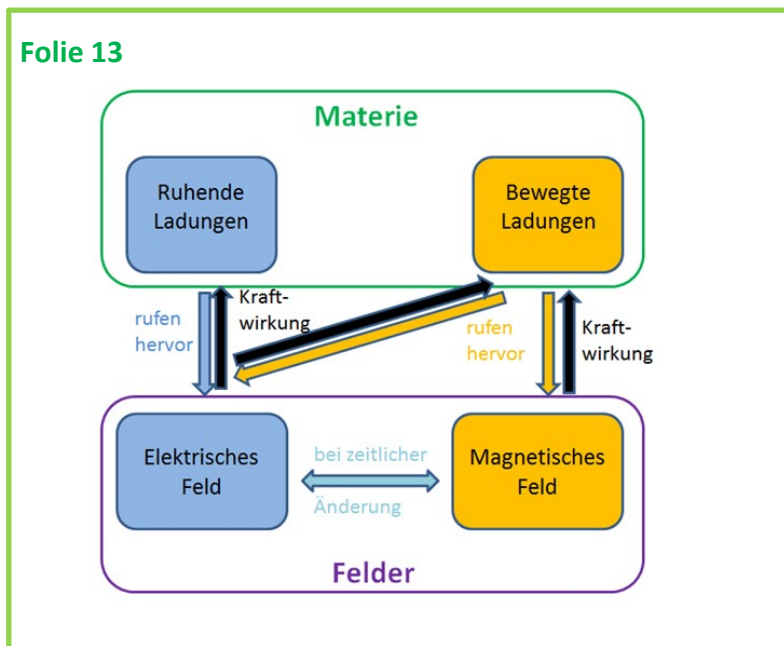 Folie 13
Materie
Ruhende
Ladungen
Bewegte
Ladungen
rufen
hervor
Kraft-
wirkung
rufen
hervor
Kraft-
wirkung
Elektrisches
Feld
bei zeitlicher
Änderung
Magnetisches
Feld
Felder